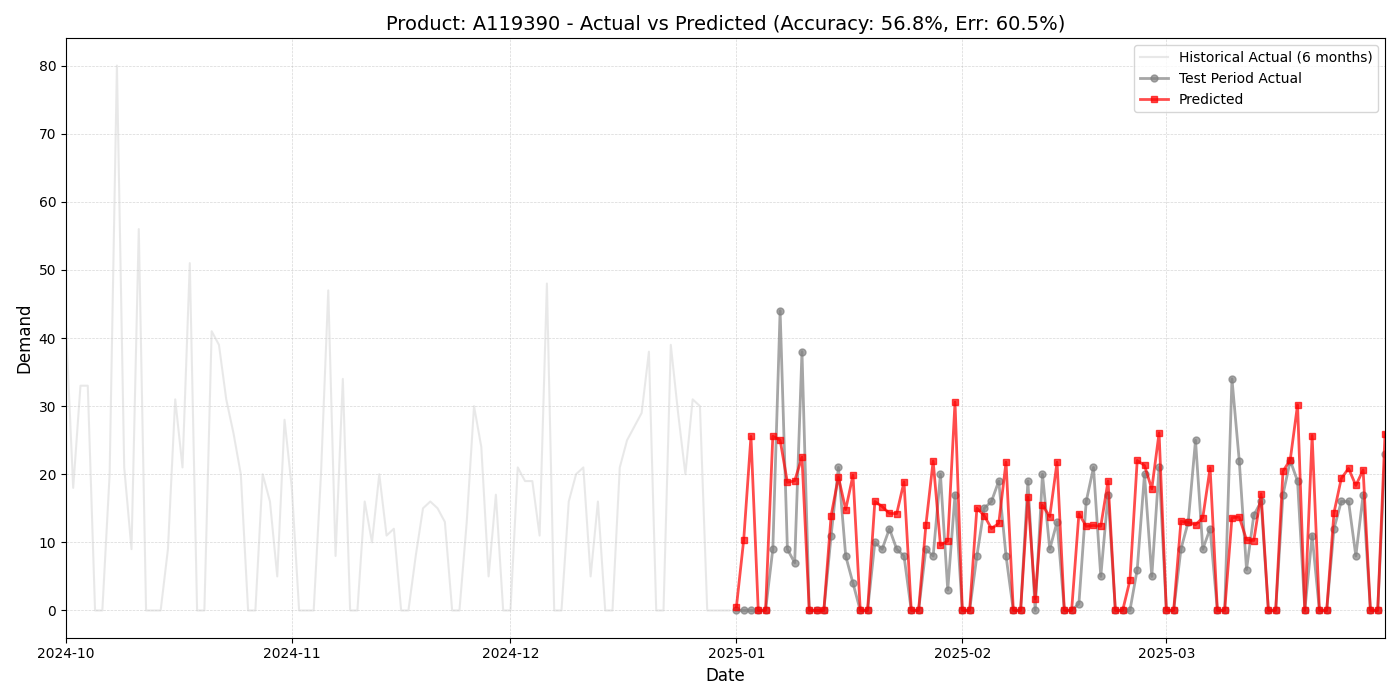 Product: A119390 - Actual vs Predicted (Accuracy: 56.8%, Err: 60.5%)
Historical Actual (6 months)
Test Period Actual
Predicted
Demand
80
70
60
50
40
30
20
10
0
2024-10
2024-11
2024-12
2025-01
2025-02
2025-03
Date